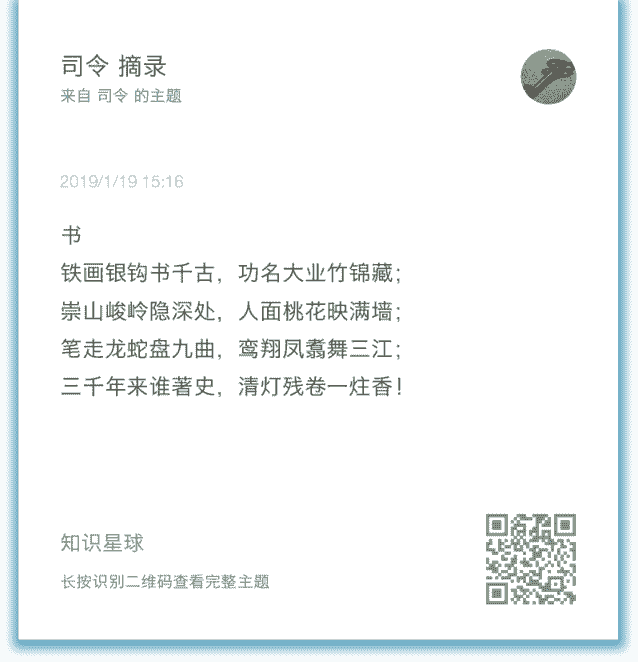 司令 摘录
来自 司令 的主题
2019/1/19 15:16
书
铁画银钩书千古，功名大业竹锦藏；
崇山峻岭隐深处，人面桃花映满墙；
笔走龙蛇盘九曲，鸾翔凤翥舞三江；
三千年来谁著史，清灯残卷一炷香！
知识星球
长按识别二维码查看完整主题